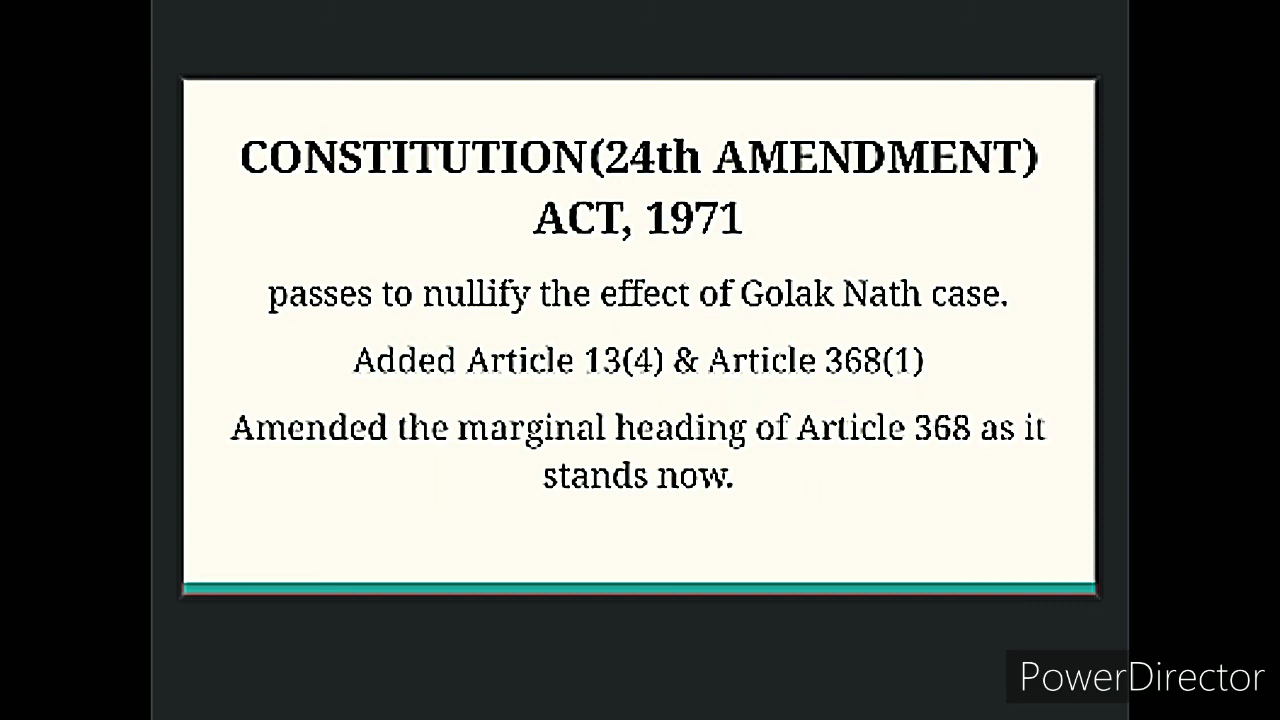 CONSTITUTION(24th AMENDMENT)
ACT, 1971
passes to nullify the effect of Golak Nath case.
Added Article 13(4) & Article 368(1)
Amended the marginal heading of Article 368 as it
stands now.
PowerDirector